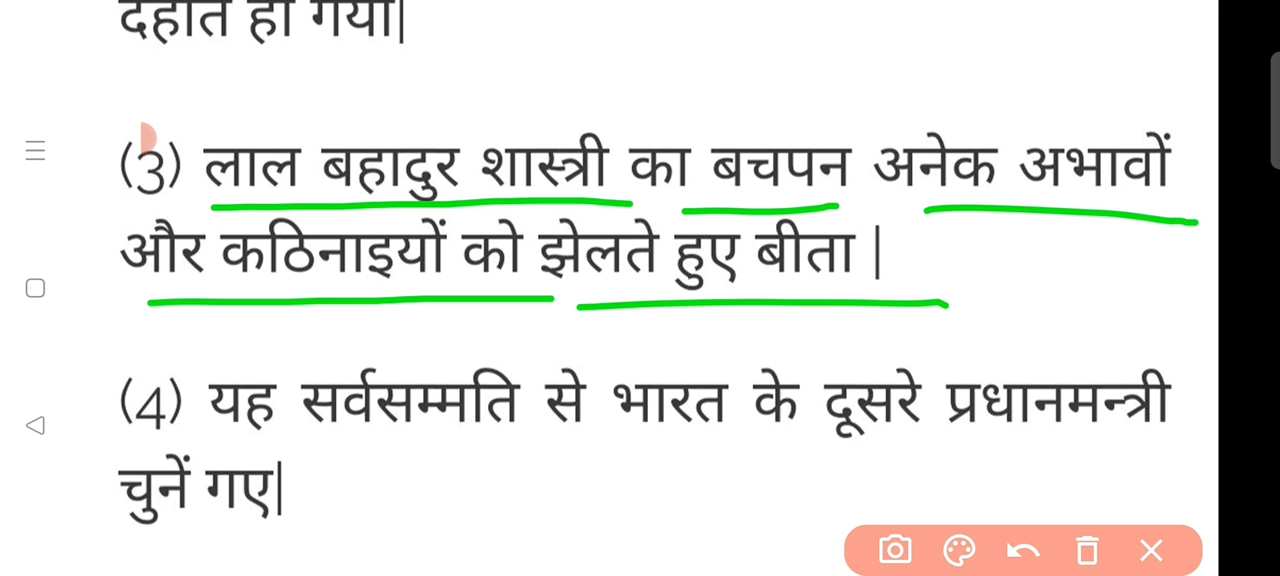 देहांत हो गया|
(3) लाल बहादुर शास्त्री का बचपन अनेक अभावों
और कठिनाइयों को झेलते हुए बीता |
(4) यह सर्वसम्मति से भारत के दूसरे प्रधानमन्त्री
चुनें गए|